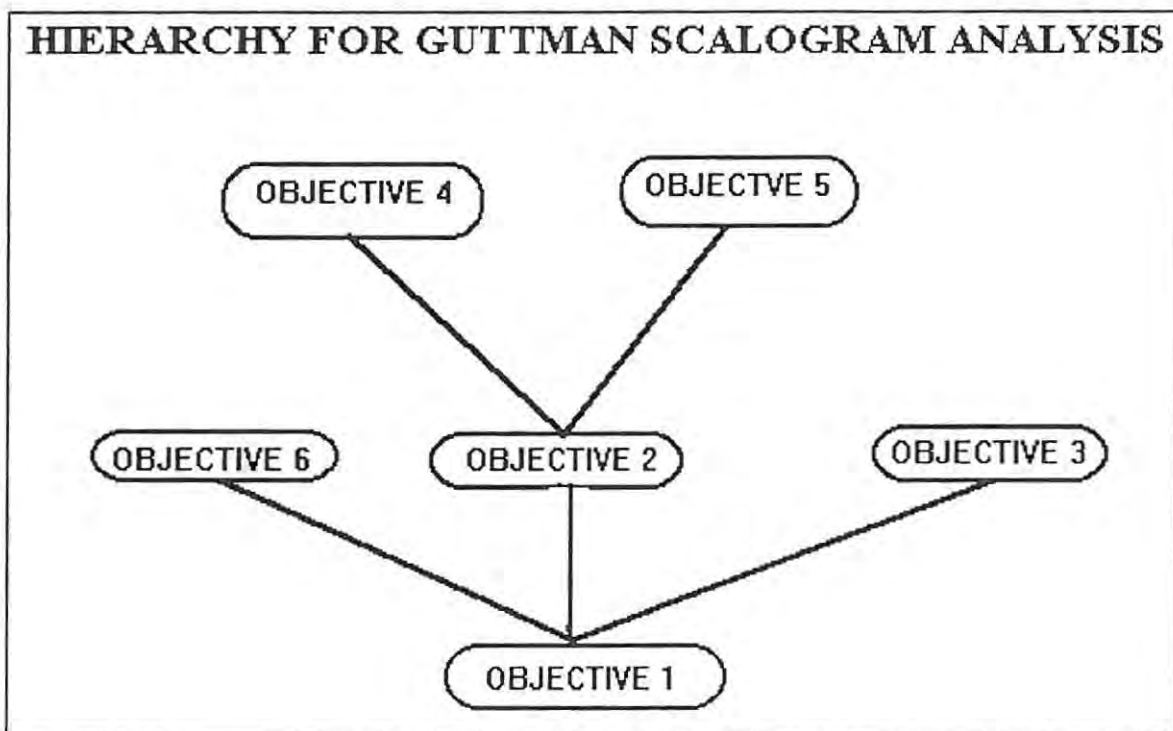 HIERARCHY FOR GUTTMAN SCALOGRAM ANALYSIS
OBJECTIVE 4
OBJECTVE 5
OBJECTIVE 6
OBJECTIVE 2
OBJECTIVE 3
OBJECTIVE 1